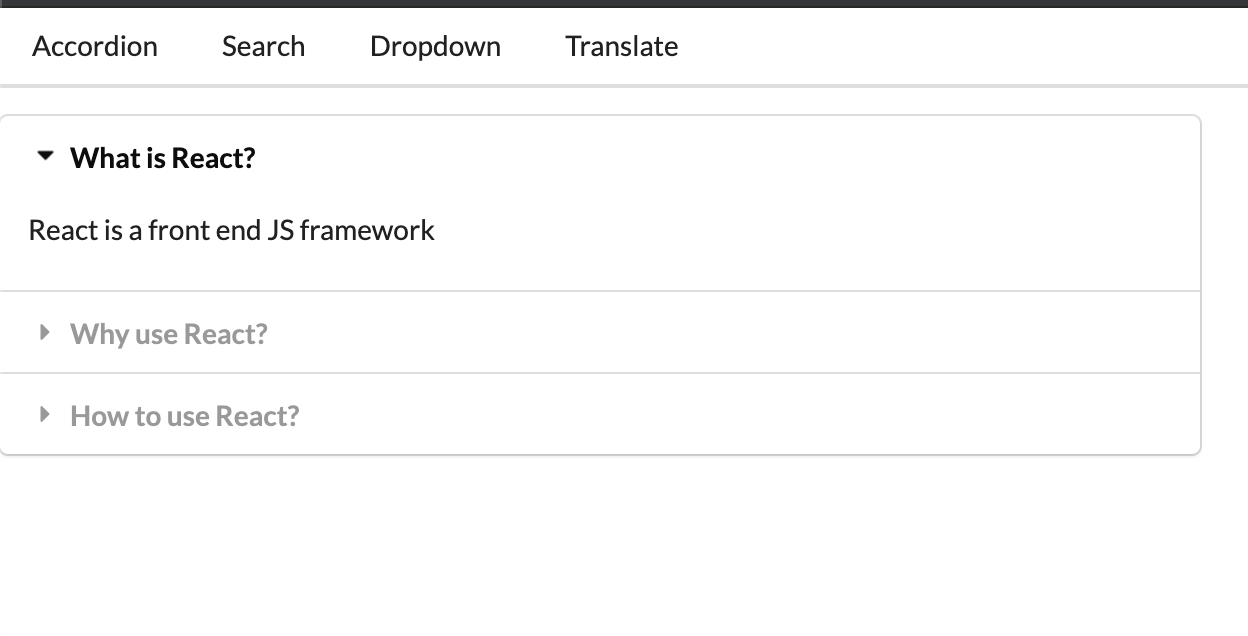 Accordion Search Dropdown Translate
What is React?
React is a front end JS framework
Why use React?
How to use React?